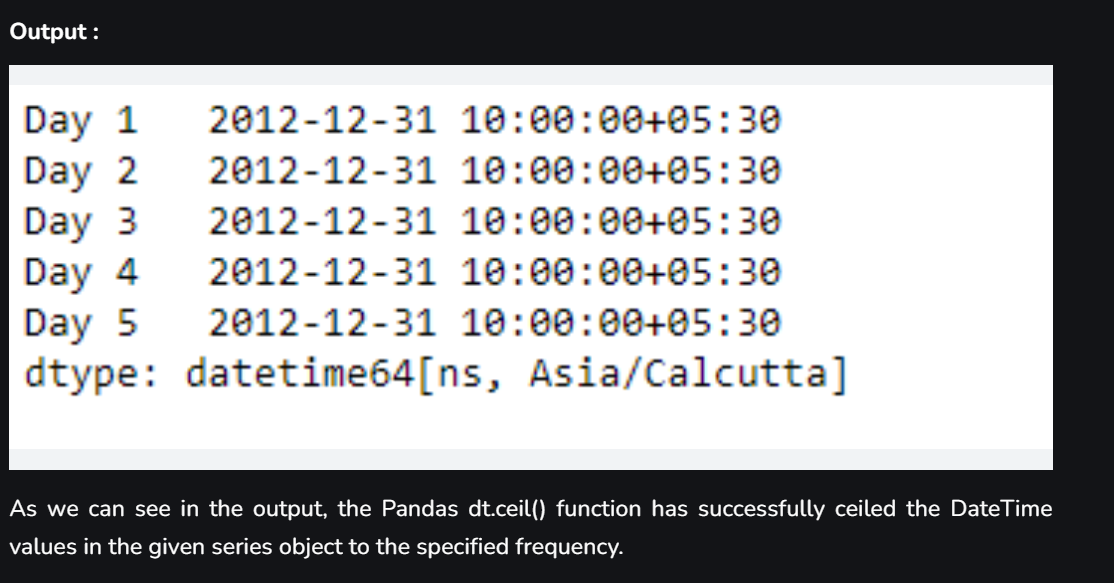 Output :
Day 1   2012-12-31 10:00:00+05:30
Day 2   2012-12-31 10:00:00+05:30
Day 3   2012-12-31 10:00:00+05:30
Day 4   2012-12-31 10:00:00+05:30
Day 5   2012-12-31 10:00:00+05:30
dtype: datetime64[ns, Asia/Calcutta]
As we can see in the output, the Pandas dt.ceil() function has successfully ceiled the DateTime
values in the given series object to the specified frequency.